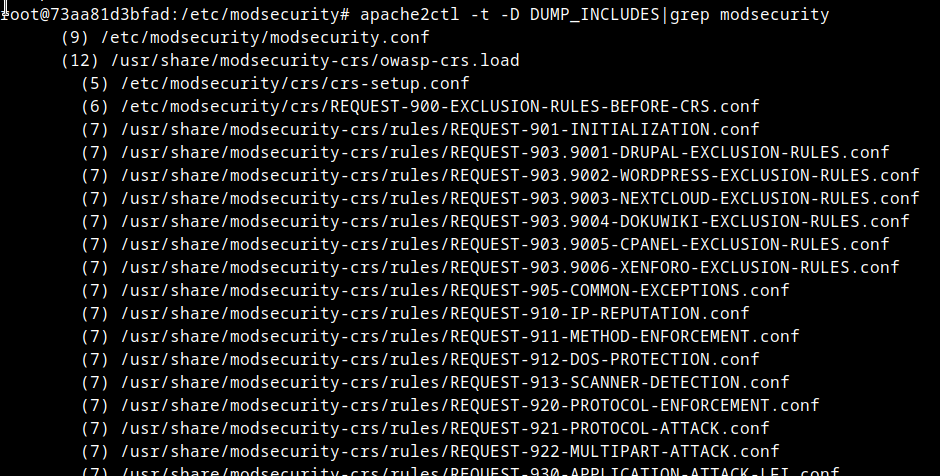 root@73aa81d3bfad:/etc/modsecurity# apache2ctl -t -D DUMP_INCLUDES|grep modsecurity
(9) /etc/modsecurity/modsecurity.conf
(12) /usr/share/modsecurity-crs/owasp-crs.load
(5) /etc/modsecurity/crs/crs-setup.conf
(6) /etc/modsecurity/crs/REQUEST-900-EXCLUSION-RULES-BEFORE-CRS.conf
(7) /usr/share/modsecurity-crs/rules/REQUEST-901-INITIALIZATION.conf
(7) /usr/share/modsecurity-crs/rules/REQUEST-903.9001-DRUPAL-EXCLUSION-RULES.conf
(7) /usr/share/modsecurity-crs/rules/REQUEST-903.9002-WORDPRESS-EXCLUSION-RULES.conf
(7) /usr/share/modsecurity-crs/rules/REQUEST-903.9003-NEXTCLOUD-EXCLUSION-RULES.conf
(7) /usr/share/modsecurity-crs/rules/REQUEST-903.9004-DOKUWIKI-EXCLUSION-RULES.conf
(7) /usr/share/modsecurity-crs/rules/REQUEST-903.9005-CPANEL-EXCLUSION-RULES.conf
(7) /usr/share/modsecurity-crs/rules/REQUEST-903.9006-XENFORO-EXCLUSION-RULES.conf
(7) /usr/share/modsecurity-crs/rules/REQUEST-905-COMMON-EXCEPTIONS.conf
(7) /usr/share/modsecurity-crs/rules/REQUEST-910-IP-REPUTATION.conf
(7) /usr/share/modsecurity-crs/rules/REQUEST-911-METHOD-ENFORCEMENT.conf
(7) /usr/share/modsecurity-crs/rules/REQUEST-912-DOS-PROTECTION.conf
(7) /usr/share/modsecurity-crs/rules/REQUEST-913-SCANNER-DETECTION.conf
(7) /usr/share/modsecurity-crs/rules/REQUEST-920-PROTOCOL-ENFORCEMENT.conf
(7) /usr/share/modsecurity-crs/rules/REQUEST-921-PROTOCOL-ATTACK.conf
(7) /usr/share/modsecurity-crs/rules/REQUEST-922-MULTIPART-ATTACK.conf
(7) /usr/share/modsecurity-crs/rules/REQUEST-930-APPLICATION-ATTACK-LFI.conf